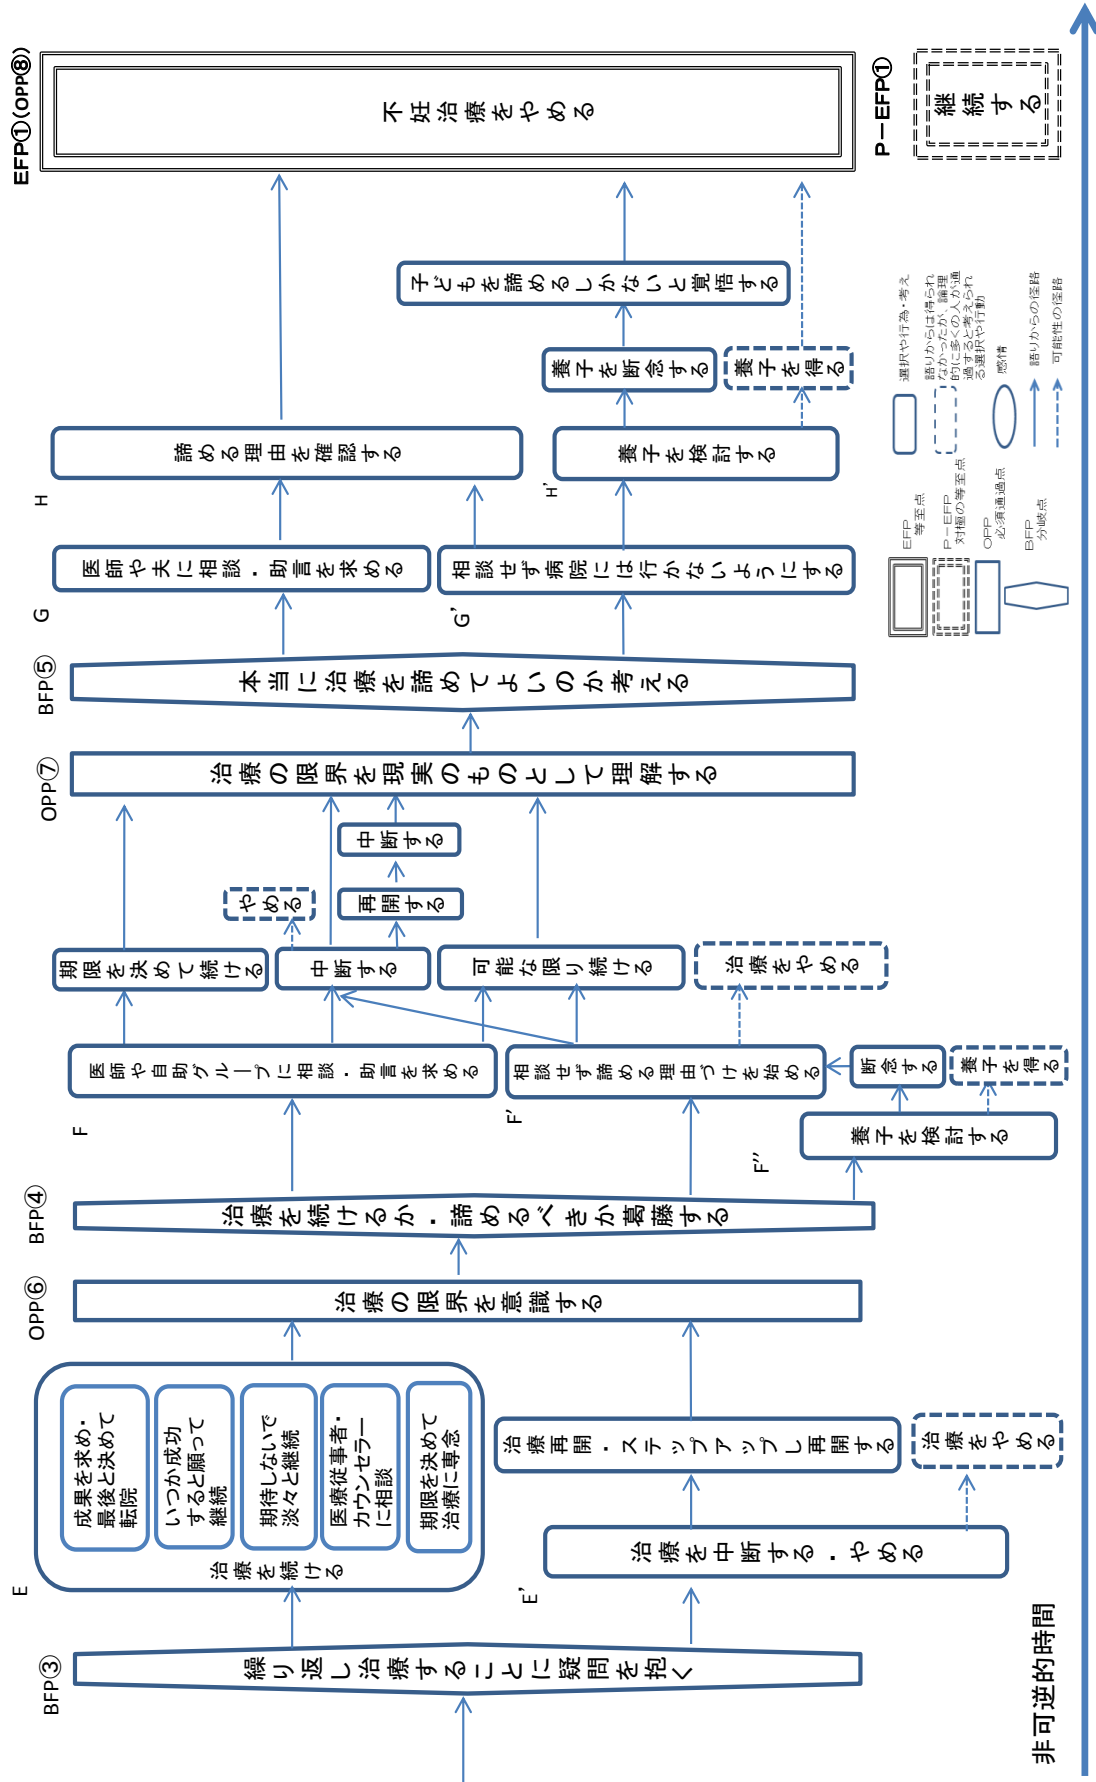 BFP③
繰り返し治療することに疑問を抱く
E
治療を続ける
成果を求め・
最後と決めて
転院
いつか成功
すると願って
継続
期待しないで
淡々と継続
医療従事者・
カウンセラー
に相談
期限を決めて
治療に専念
E'
治療を中断する・やめる
治療再開・ステップアップし再開する
治療をやめる
OPP⑥
治療の限界を意識する
BFP④
治療を続けるか・諦めるべきか葛藤する
F
医師や自助グループに相談・助言を求める
F'
相談せず諦める理由づけを始める
F''
養子を検討する
断念する
養子を得る
期限を決めて続ける
中断する
やめる
再開する
中断する
可能な限り続ける
治療をやめる
OPP⑦
治療の限界を現実のものとして理解する
BFP⑤
本当に治療を諦めてよいのか考える
G
医師や夫に相談・助言を求める
G'
相談せず病院には行かないようにする
H
諦める理由を確認する
H'
養子を検討する
養子を断念する
養子を得る
子どもを諦めるしかないと覚悟する
EFP①(OPP⑧)
不妊治療をやめる
P－EFP①
継続する
EFP
等至点
P－EFP
対極の等至点
OPP
必須通過点
BFP
分岐点
選択や行為・考え
語りからは得られ
なかったが、論理
的に多くの人が通
過すると考えられ
る選択や行動
感情
語りからの径路
可能性の径路
非可逆的時間